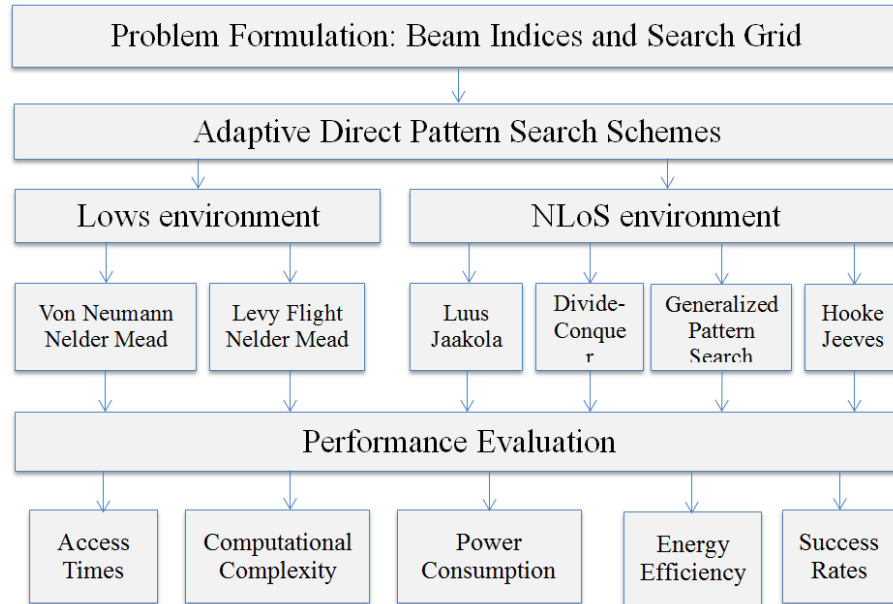 Problem Formulation: Beam Indices and Search Grid
Adaptive Direct Pattern Search Schemes
Lows environment
NLoS environment
Von Neumann
Nelder Mead
Levy Flight
Nelder Mead
Luus
Jaakola
Divide-
Conque
r
Generalized
Pattern
Search
Hooke
Jeeves
Performance Evaluation
Access
Times
Computational
Complexity
Power
Consumption
Energy
Efficiency
Success
Rates